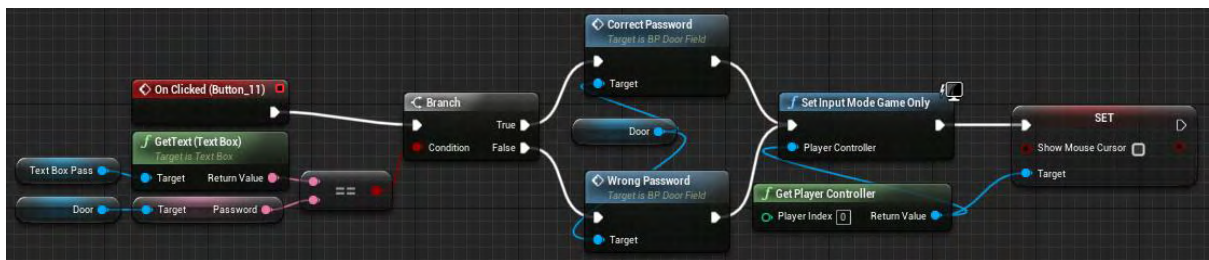 On Clicked (Button_11)
GetText (Text Box)
Target is Text Box
Text Box Pass
Target
Return Value
Door
Target
Password
==
Branch
True
Condition
False
Correct Password
Target is BP Door Field
Target
Door
Wrong Password
Target is BP Door Field
Target
f Set Input Mode Game Only
Player Controller
f Get Player Controller
Player Index 0
Return Value
SET
Show Mouse Cursor
Target